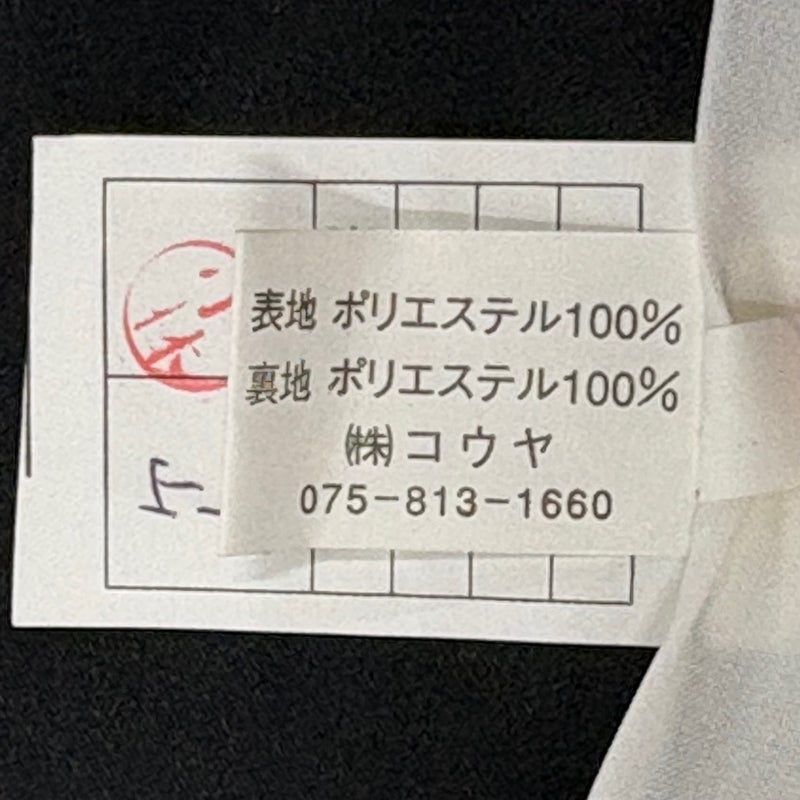 表地 ポリエステル100%
裏地 ポリエステル100%
㈱コウヤ
075-813-1660